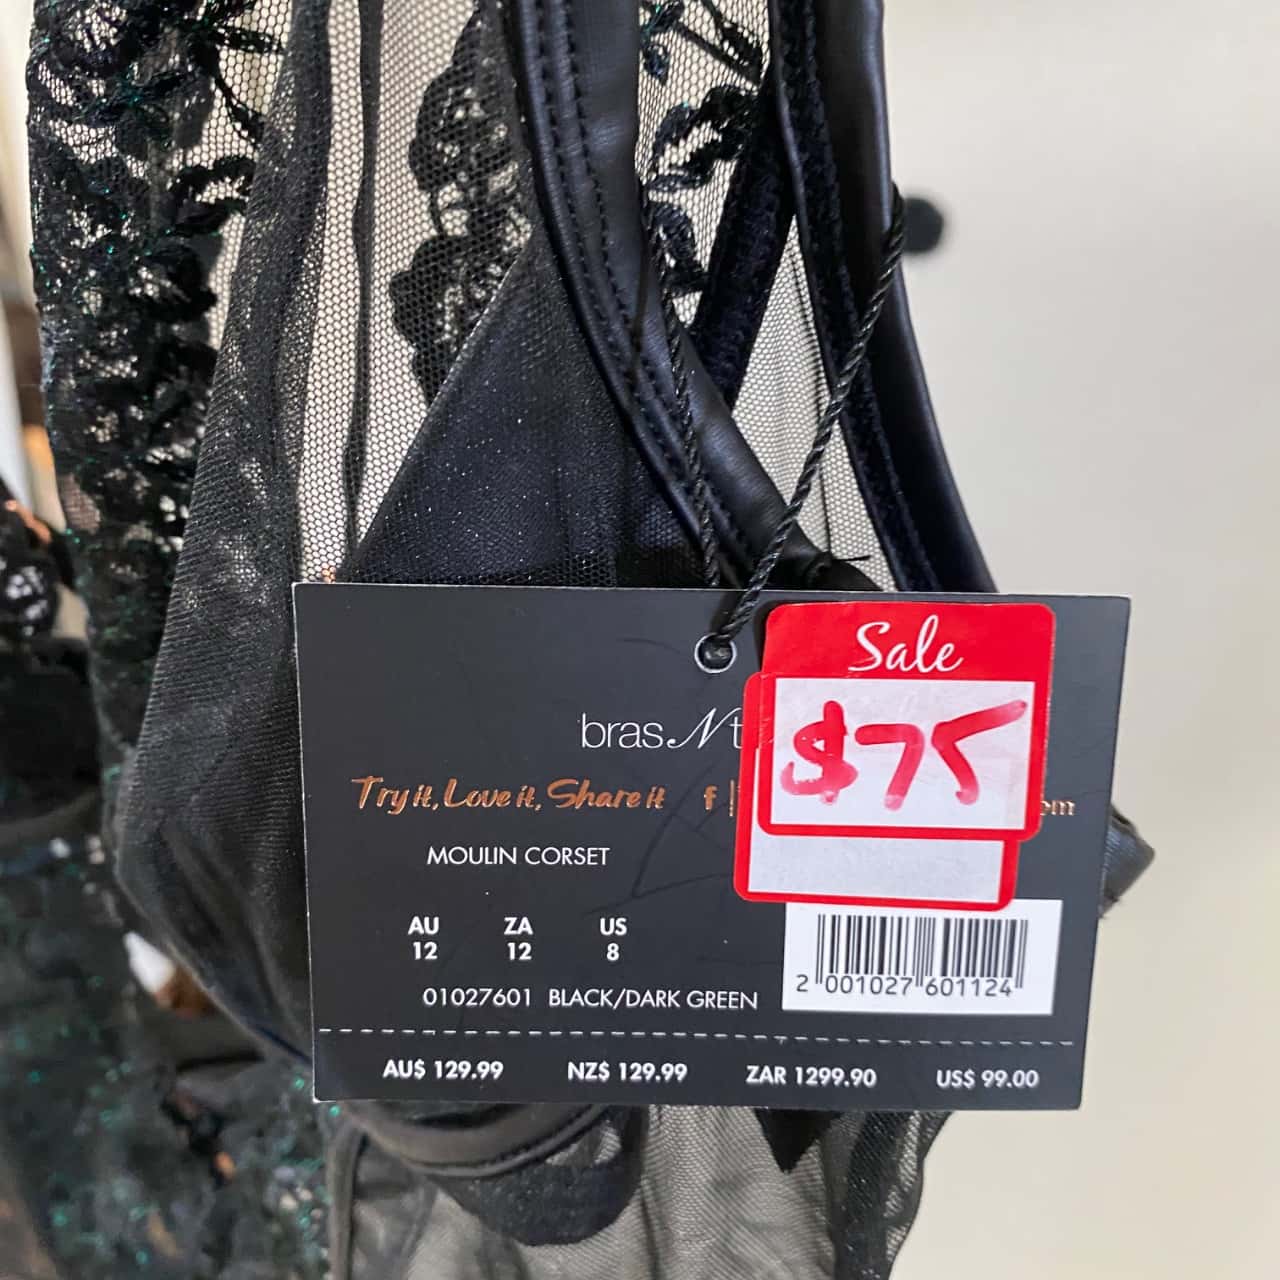 Sale
$75
bras N t
Try it, Love it, Share it f |
om
MOULIN CORSET
AU ZA US
12 12 8
01027601 BLACK/DARK GREEN
2 001027 601124
AU$ 129.99 NZ$ 129.99 ZAR 1299.90 US$ 99.00